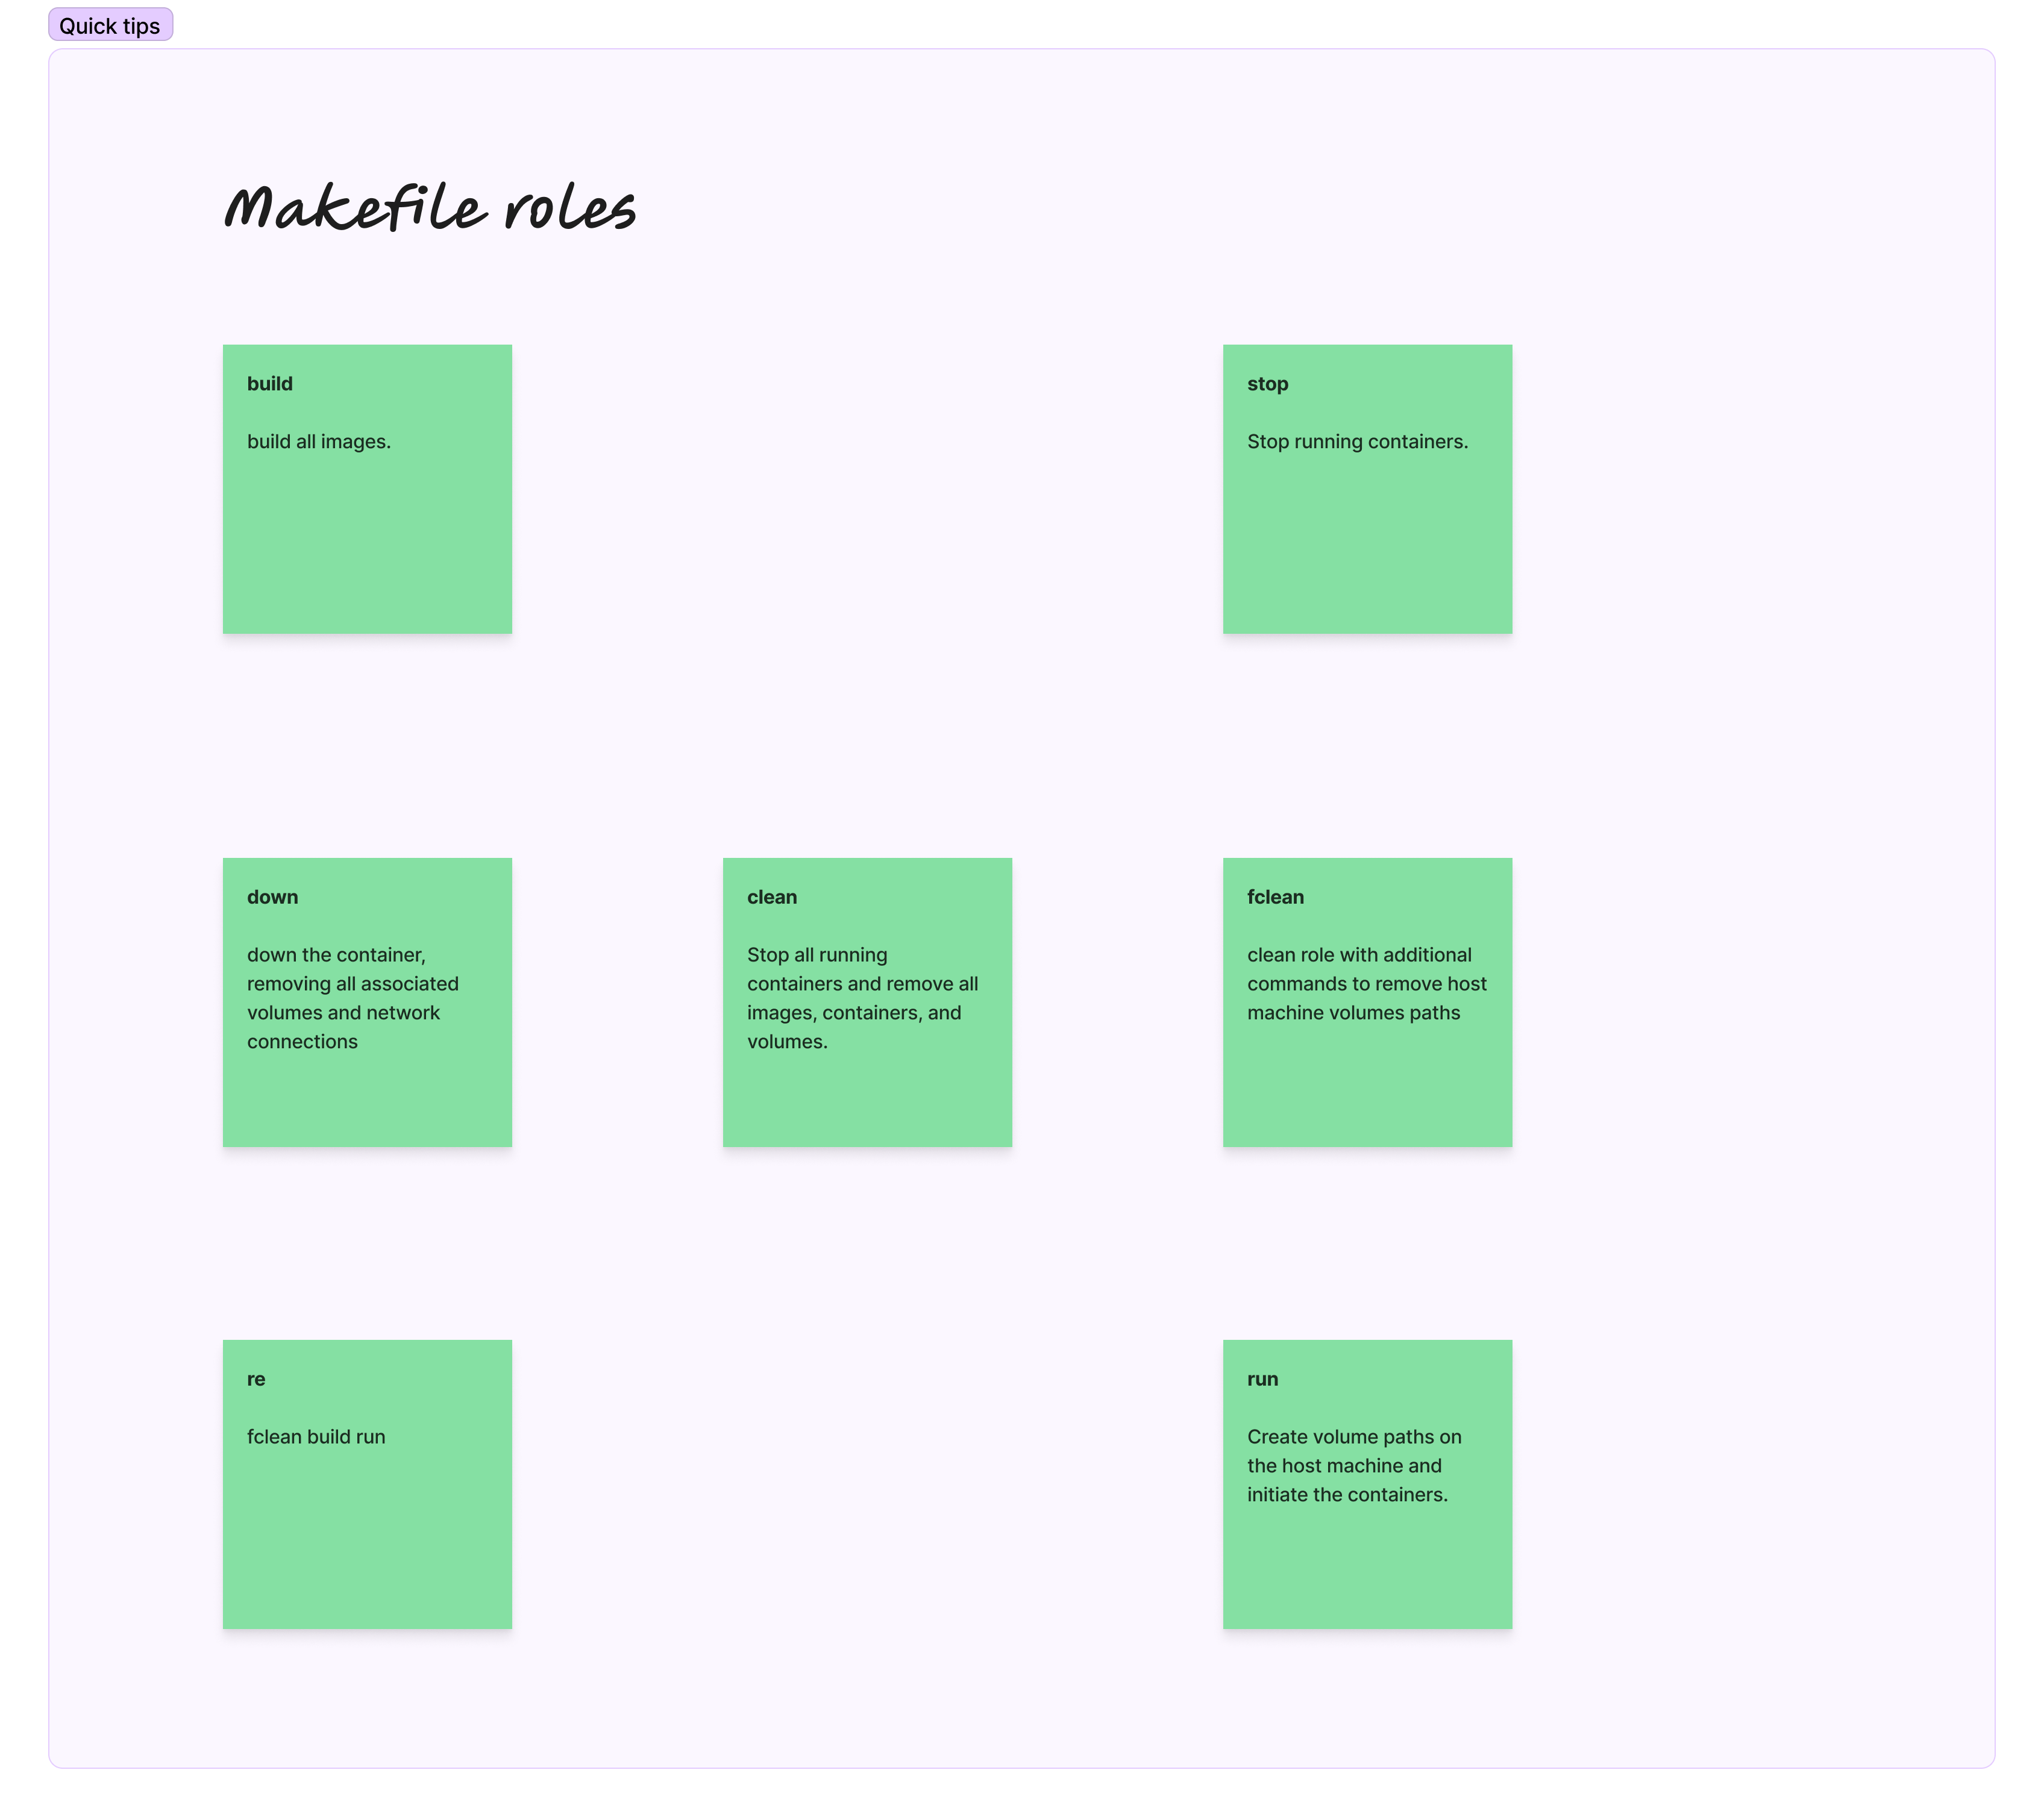 Quick tips
Makefile roles
build
build all images.
stop
Stop running containers.
down
down the container,
removing all associated
volumes and network
connections
clean
Stop all running
containers and remove all
images, containers, and
volumes.
fclean
clean role with additional
commands to remove host
machine volumes paths
re
fclean build run
run
Create volume paths on
the host machine and
initiate the containers.